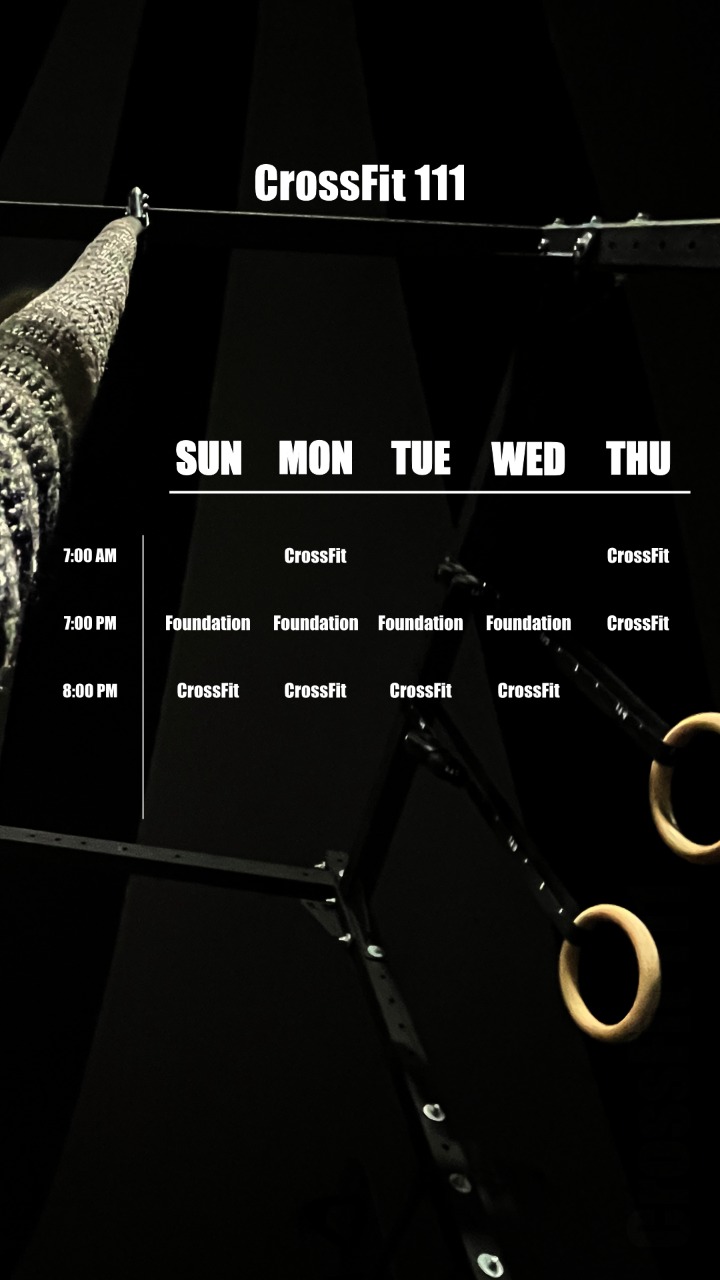 CrossFit 111
SUN MON TUE WED THU
7:00 AM CrossFit CrossFit
7:00 PM Foundation Foundation Foundation Foundation CrossFit
8:00 PM CrossFit CrossFit CrossFit CrossFit